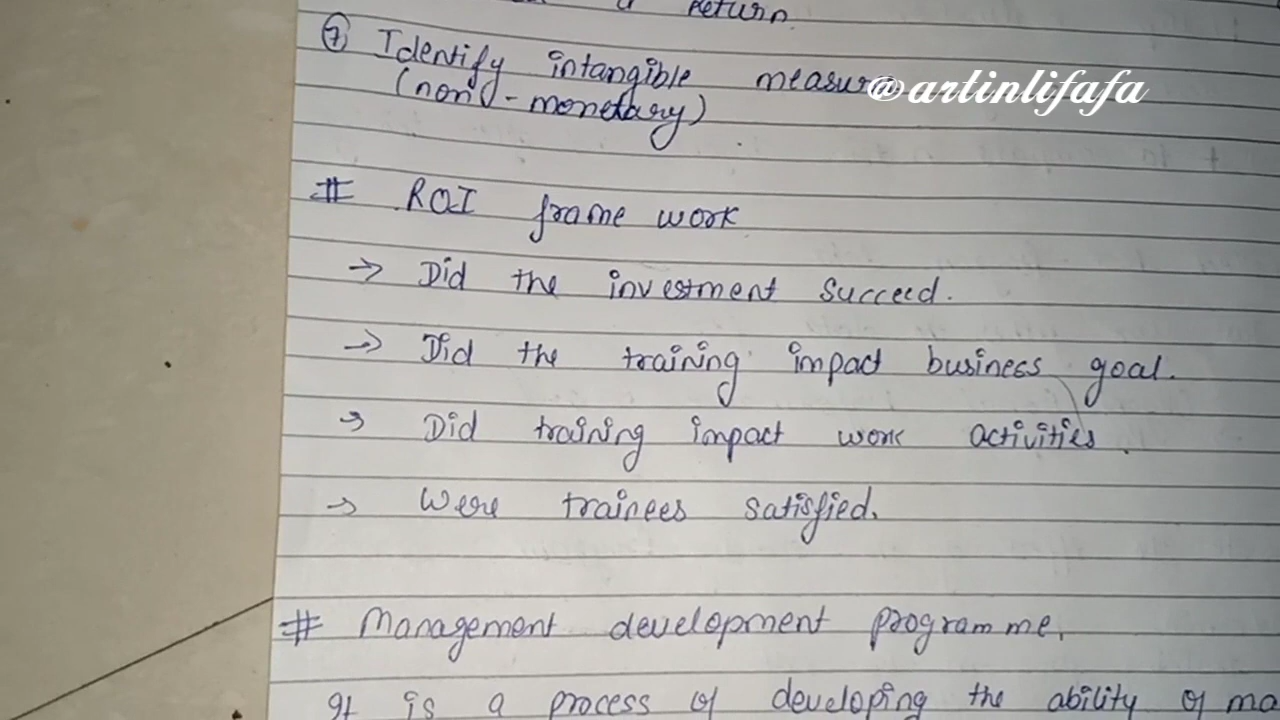 a return
⑦ Identify intangible measur
@artinlifafa
(non-monetary)
# ROI frame work
→ Did the investment succeed.
→ Did the training impact business goal.
→ Did training impact work activities.
→ Were trainees satisfied.
# Management development programme.
It is a process of developing the ability of ma